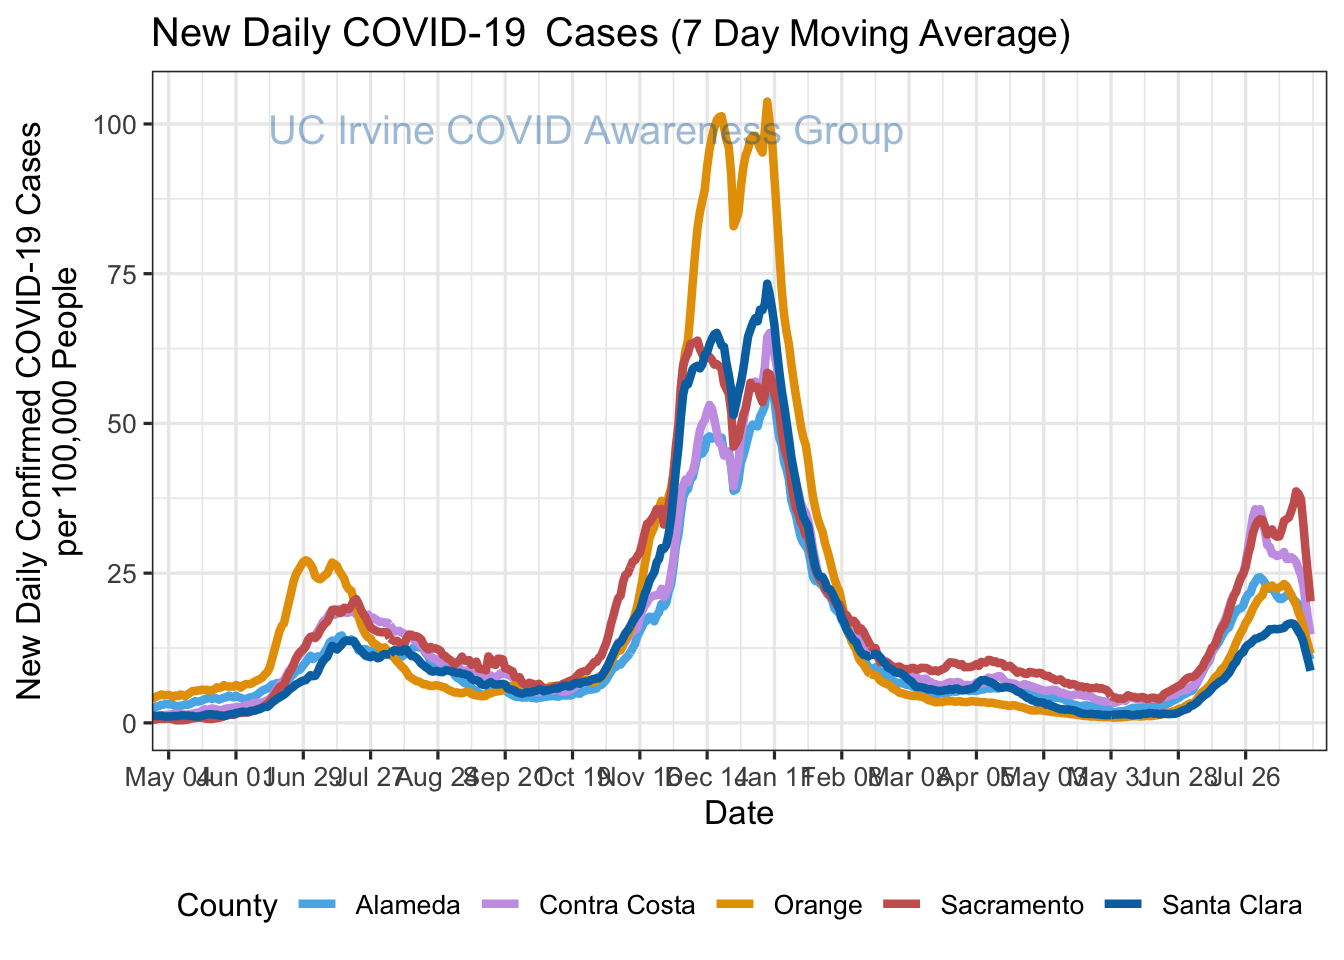 New Daily COVID-19 Cases (7 Day Moving Average)
UC Irvine COVID Awareness Group
New Daily Confirmed COVID-19 Cases
per 100,000 People
100
75
50
25
0
May 04 Jun 01 Jun 29 Jul 27 Aug 24 Sep 21 Oct 19 Nov 16 Dec 14 Jan 11 Feb 08 Mar 08 Apr 05 May 03 May 31 Jun 28 Jul 26
Date
County Alameda Contra Costa Orange Sacramento Santa Clara